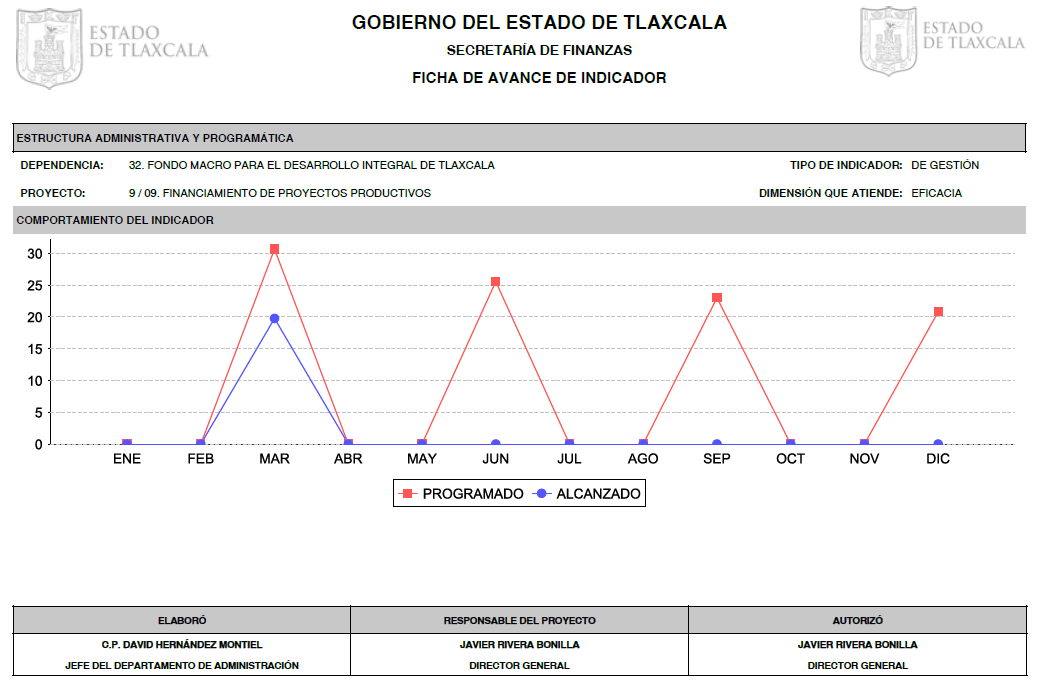 ESTADO
DE TLAXCALA
GOBIERNO DEL ESTADO DE TLAXCALA
SECRETARÍA DE FINANZAS
FICHA DE AVANCE DE INDICADOR
ESTADO
DE TLAXCALA
ESTRUCTURA ADMINISTRATIVA Y PROGRAMÁTICA
DEPENDENCIA: 32. FONDO MACRO PARA EL DESARROLLO INTEGRAL DE TLAXCALA TIPO DE INDICADOR: DE GESTIÓN
PROYECTO: 9 / 09. FINANCIAMIENTO DE PROYECTOS PRODUCTIVOS DIMENSIÓN QUE ATIENDE: EFICACIA
COMPORTAMIENTO DEL INDICADOR
30
25
20
15
10
5
0
ENE FEB MAR ABR MAY JUN JUL AGO SEP OCT NOV DIC
PROGRAMADO ALCANZADO
ELABORÓ RESPONSABLE DEL PROYECTO AUTORIZÓ
C.P. DAVID HERNÁNDEZ MONTIEL JAVIER RIVERA BONILLA JAVIER RIVERA BONILLA
JEFE DEL DEPARTAMENTO DE ADMINISTRACIÓN DIRECTOR GENERAL DIRECTOR GENERAL